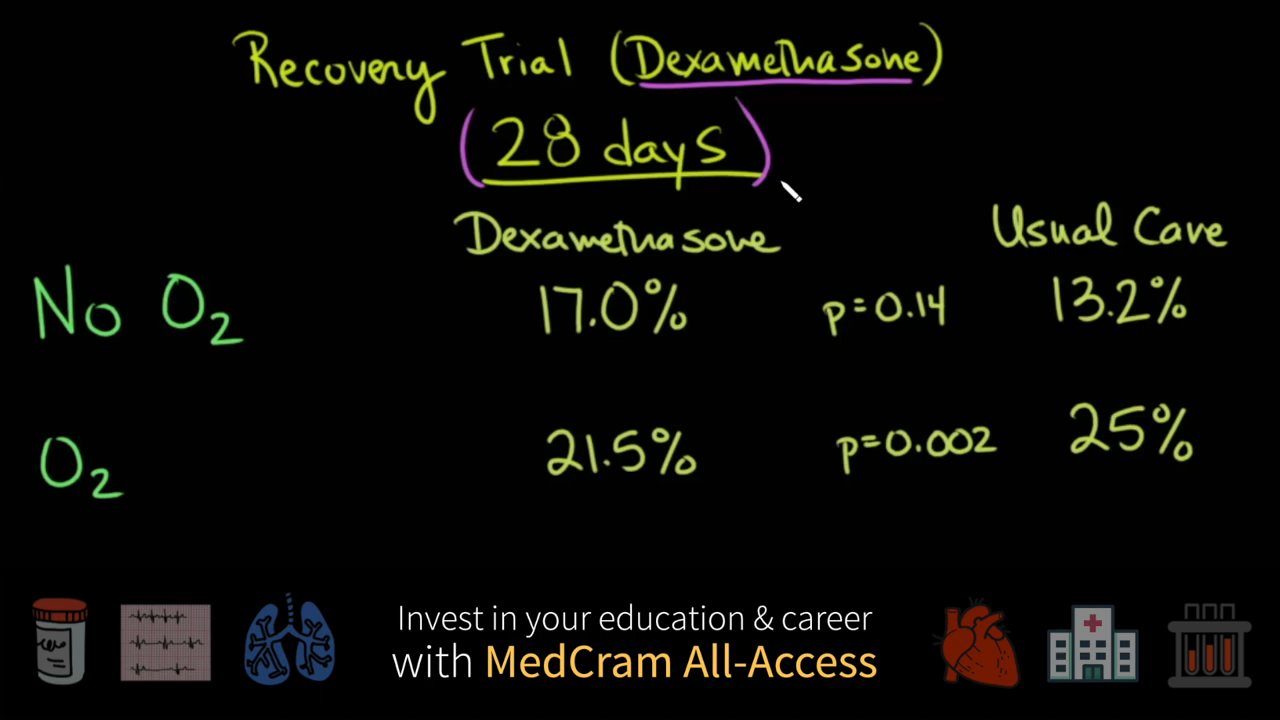 Recovery Trial (Dexamethasone)
(28 days)
Dexamethasone Usual Care
No O2 17.0% p=0.14 13.2%
O2 21.5% p=0.002 25%
Invest in your education & career
with MedCram All-Access